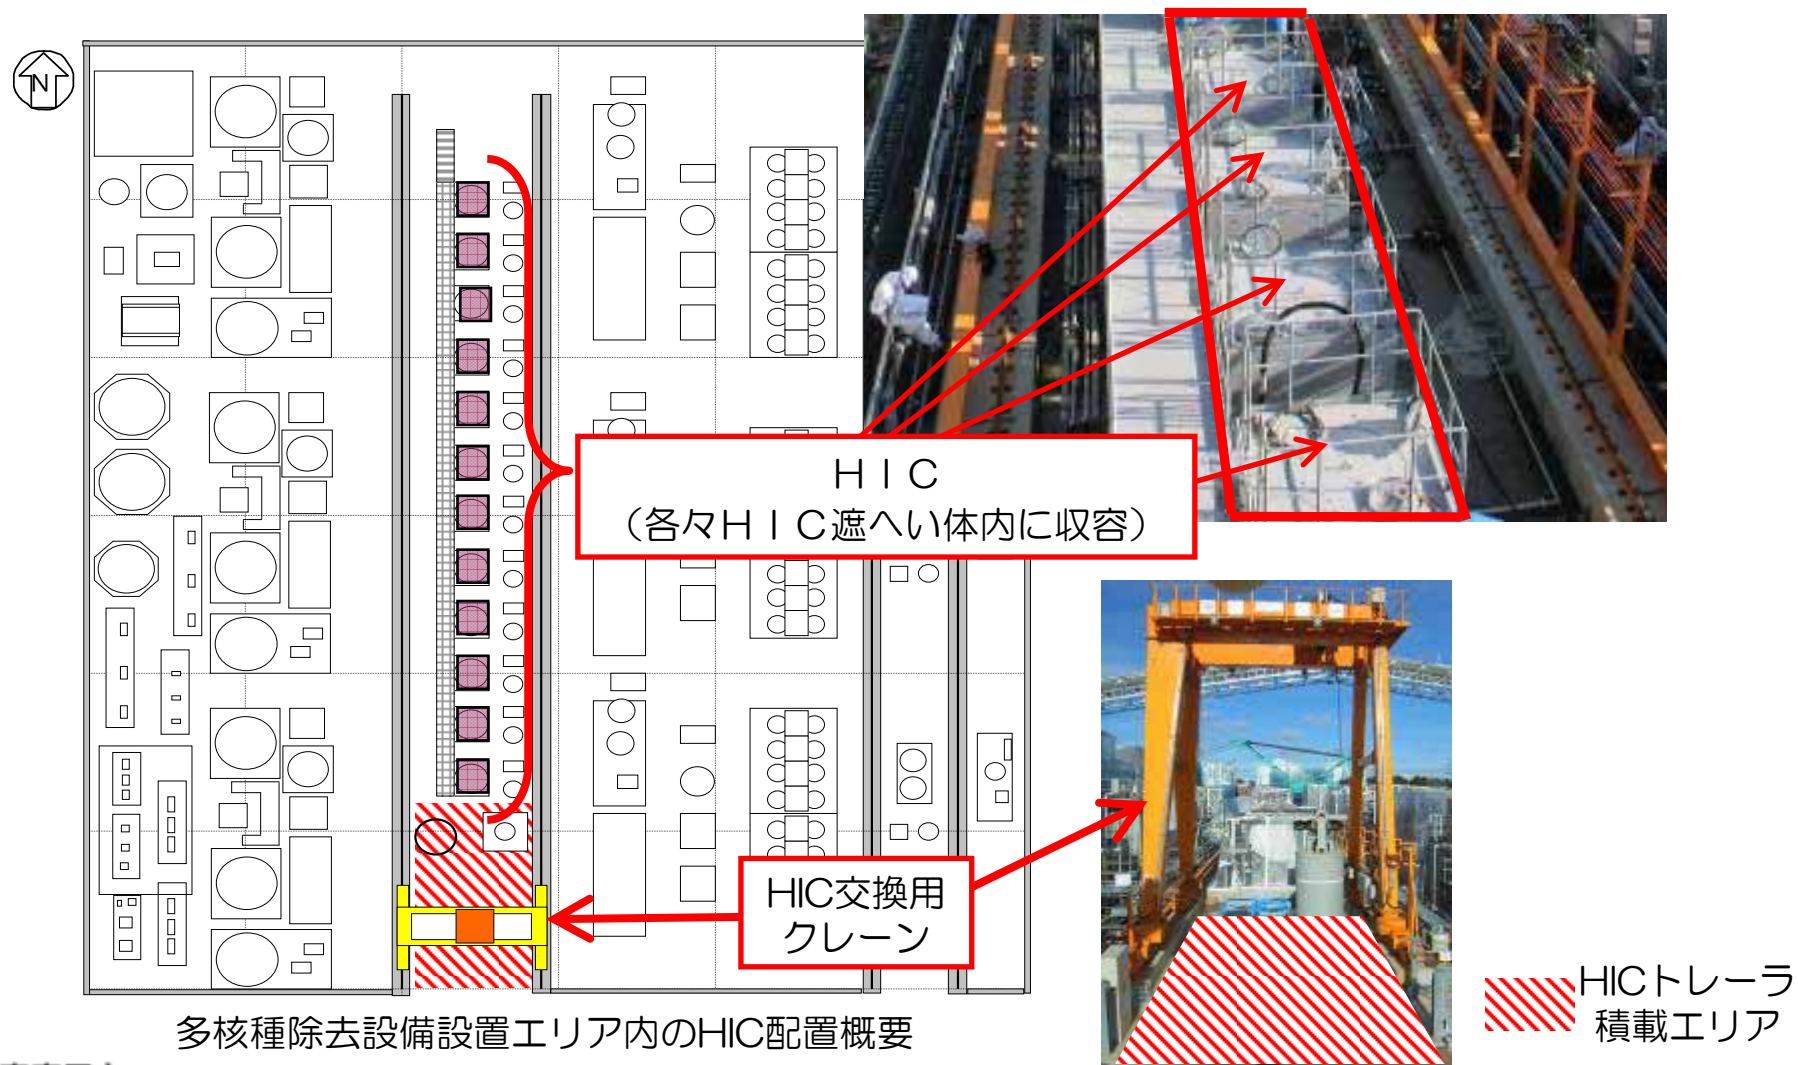 N
HIC
（各々HIC遮へい体内に収容）
HIC交換用
クレーン
HICトレーラ
積載エリア
多核種除去設備設置エリア内のHIC配置概要